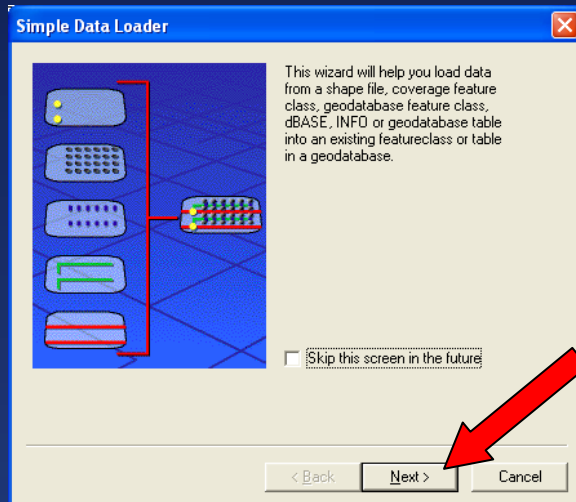 Simple Data Loader
This wizard will help you load data
from a shape file, coverage feature
class, geodatabase feature class,
dBASE, INFO or geodatabase table
into an existing featureclass or table
in a geodatabase.
Skip this screen in the future
< Back Next > Cancel